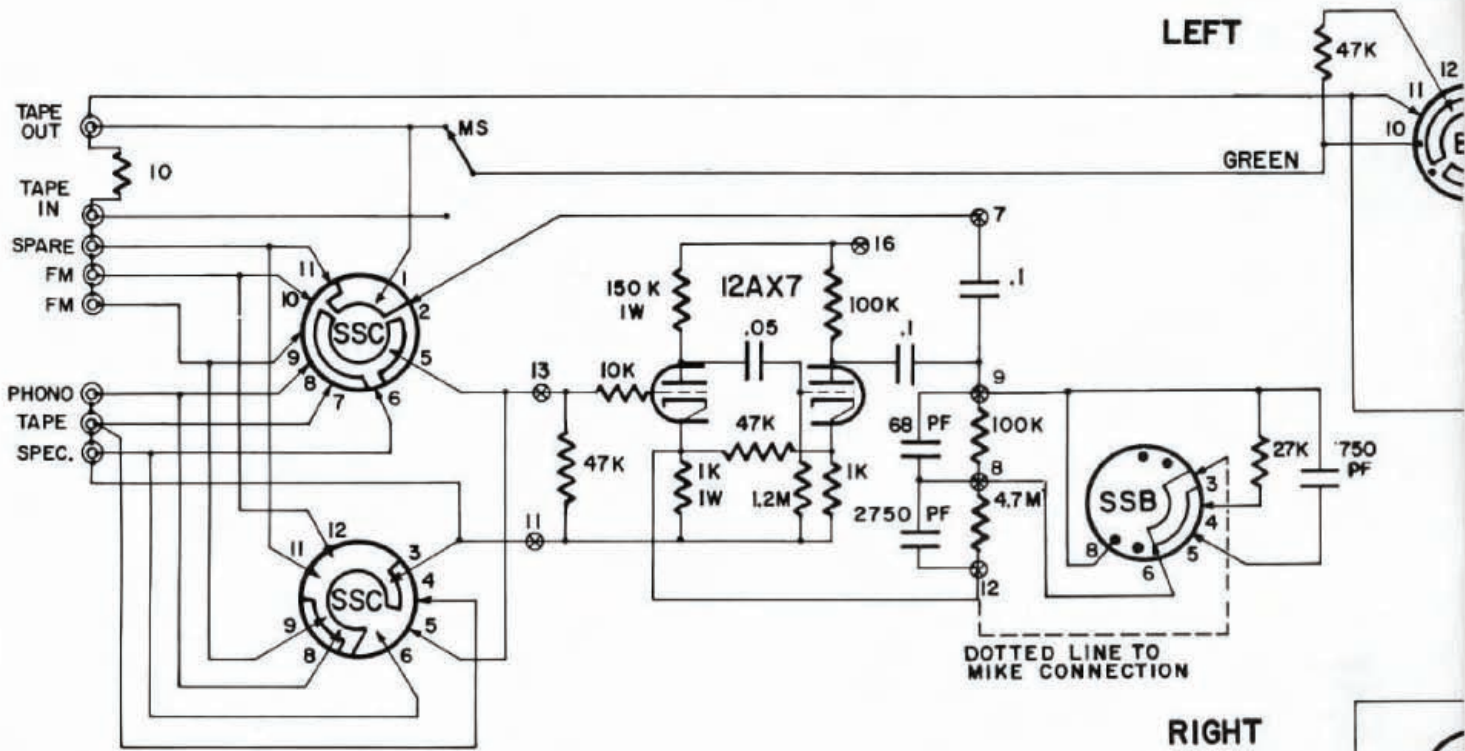 LEFT
47K
12
11
10
TAPE
OUT
MS
10
GREEN
TAPE
IN
7
SPARE
16
FM
FM
11
1
10
2
SSC
9
5
8
7
6
150 K
1W
12AX7
100K
.1
.05
.1
13
10K
9
PHONO
TAPE
SPEC.
68 PF
100K
47K
47K
8
27K
750
PF
1K
1W
1.2M
1K
2750 PF
4.7M
SSB
3
4
5
8
6
11
12
12
11
3
4
SSC
9
5
8
6
DOTTED LINE TO
MIKE CONNECTION
RIGHT